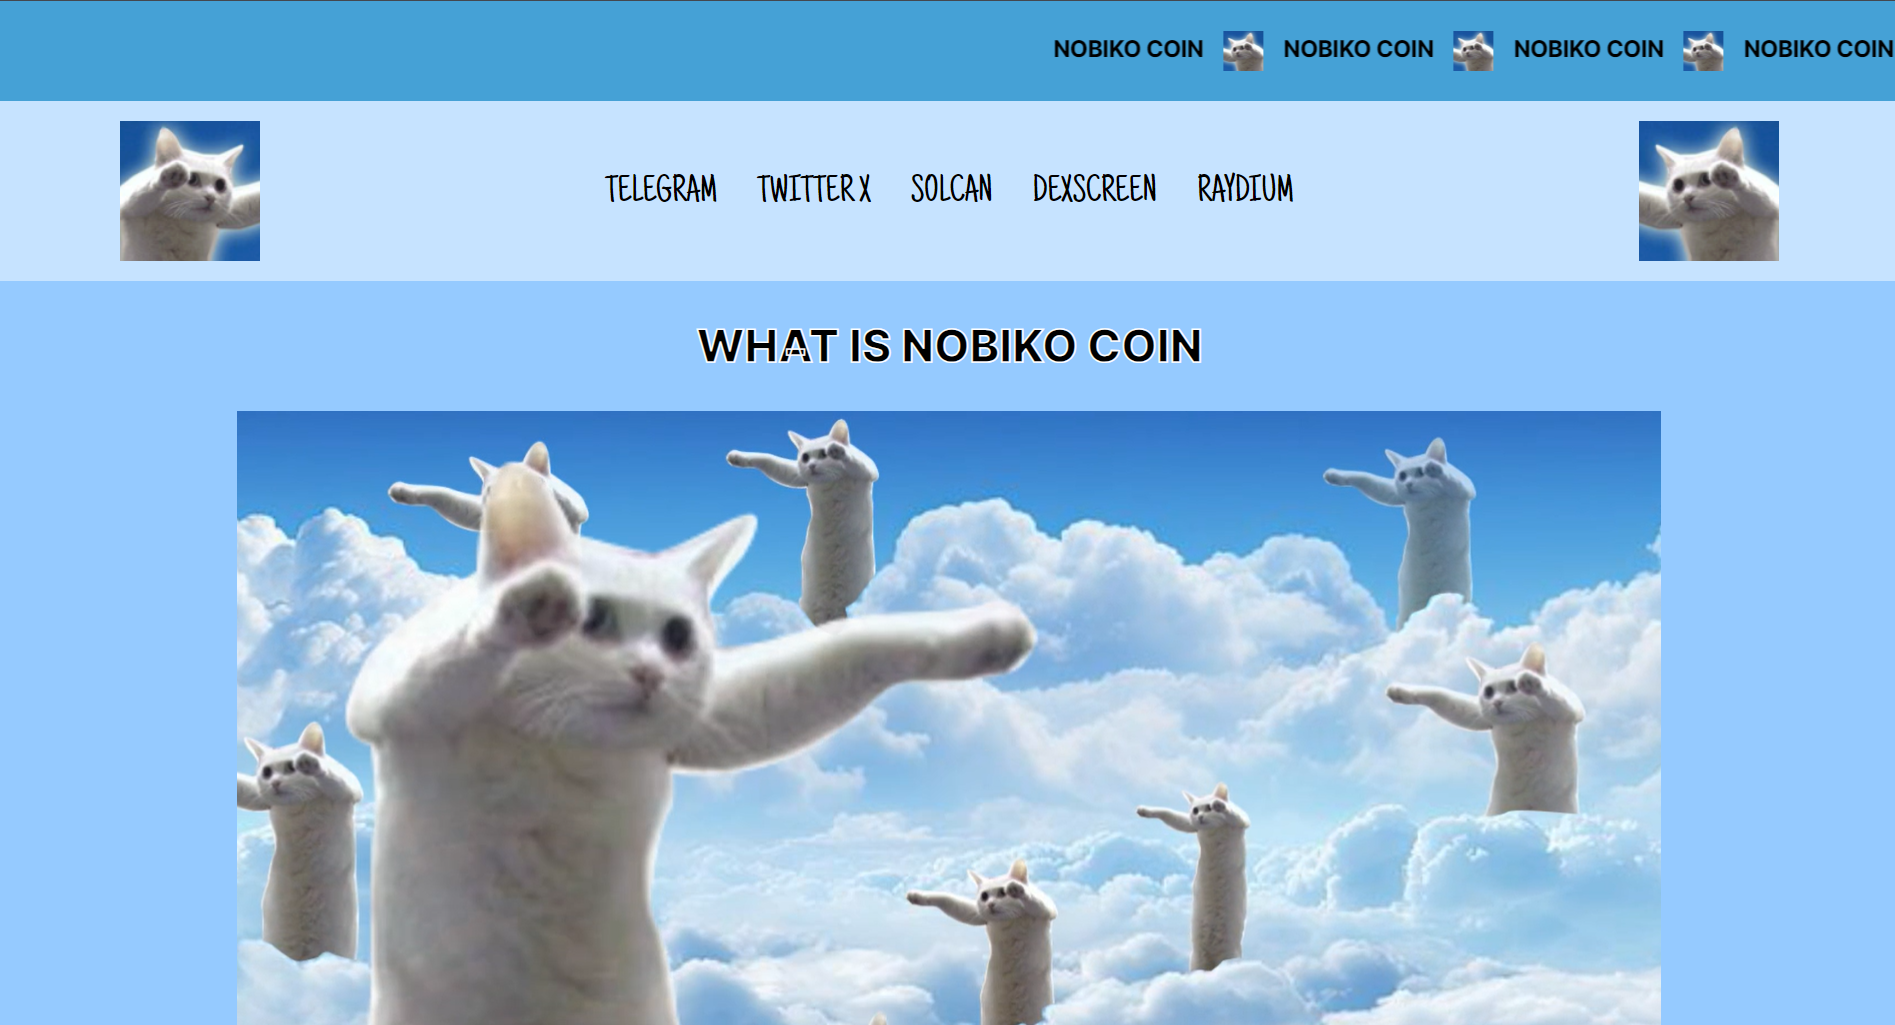 NOBIKO COIN NOBIKO COIN NOBIKO COIN NOBIKO COIN
TELEGRAM TWITTER X SOLCAN DEXSCREEN RAYDIUM
WHAT IS NOBIKO COIN